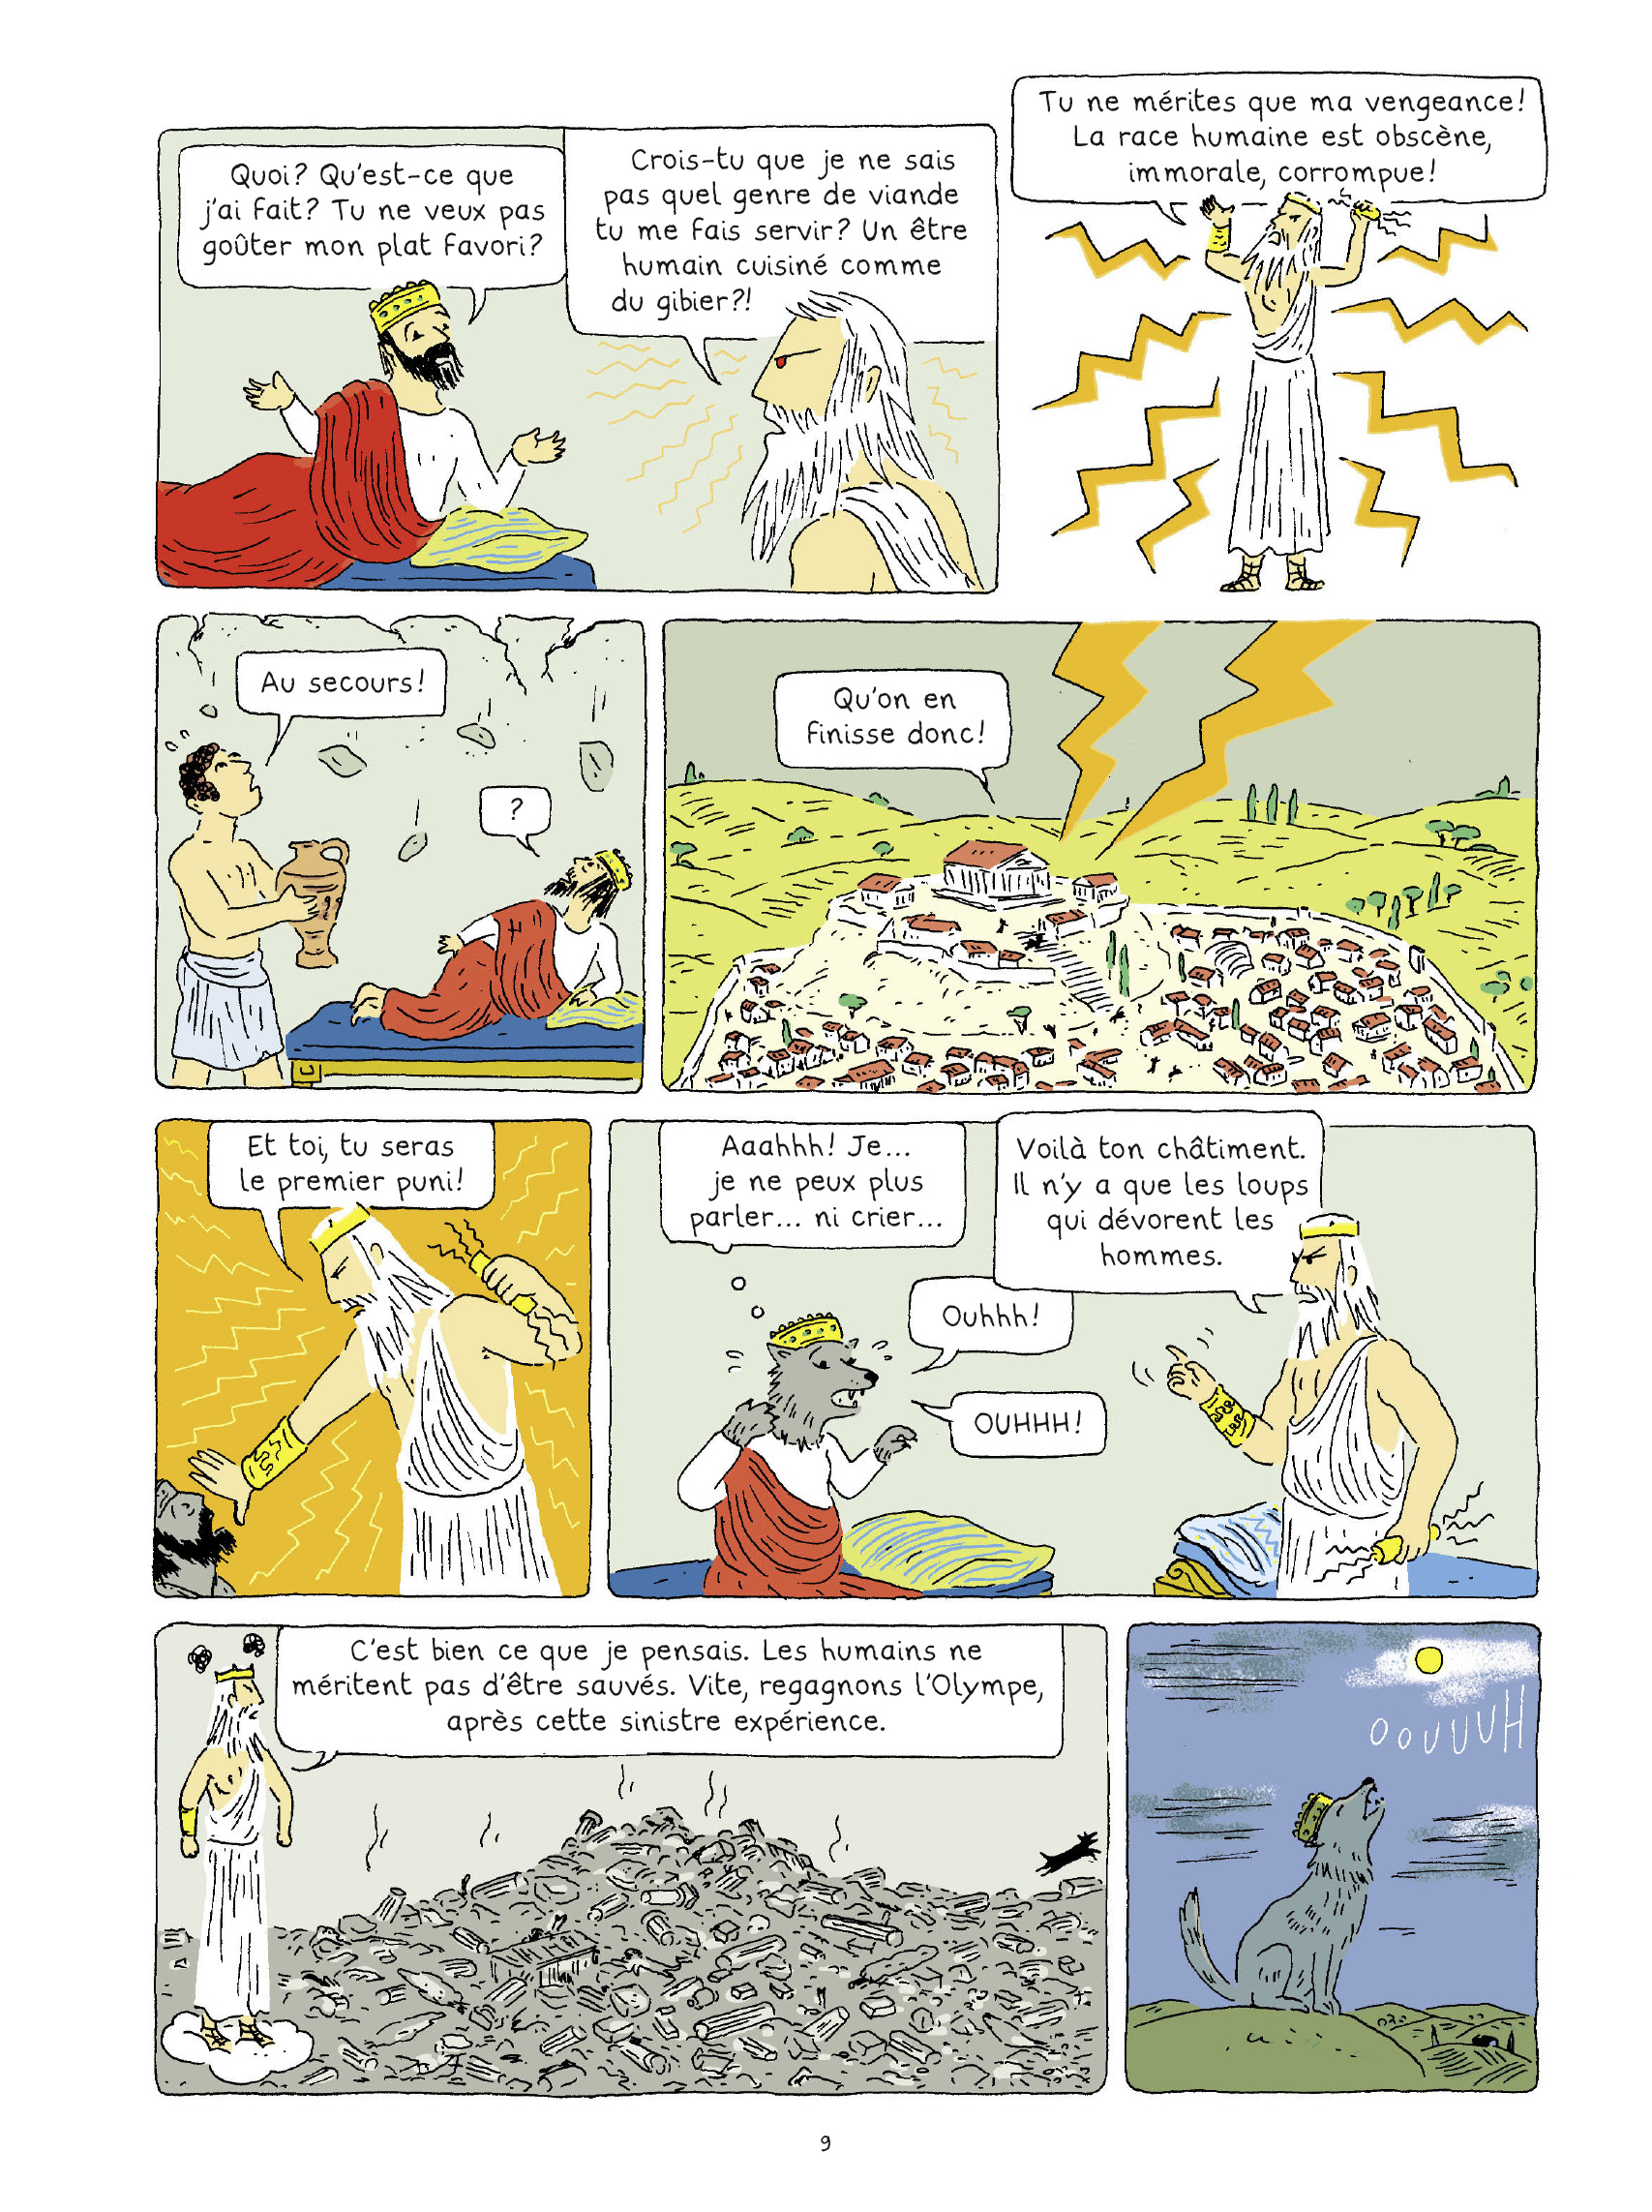 Quoi? Qu'est-ce que
j'ai fait? Tu ne veux pas
goûter mon plat favori?
Crois-tu que je ne sais
pas quel genre de viande
tu me fais servir? Un être
humain cuisiné comme
du gibier?!
Tu ne mérites que ma vengeance!
La race humaine est obscène,
immorale, corrompue!
Au secours!
?
Qu'on en
finisse donc!
Et toi, tu seras
le premier puni!
Aaahhh! Je...
je ne peux plus
parler... ni crier...
Ouhhh!
OUHHH!
Voilà ton châtiment.
Il n'y a que les loups
qui dévorent les
hommes.
C'est bien ce que je pensais. Les humains ne
méritent pas d'être sauvés. Vite, regagnons l'Olympe,
après cette sinistre expérience.
OOUUUH
9